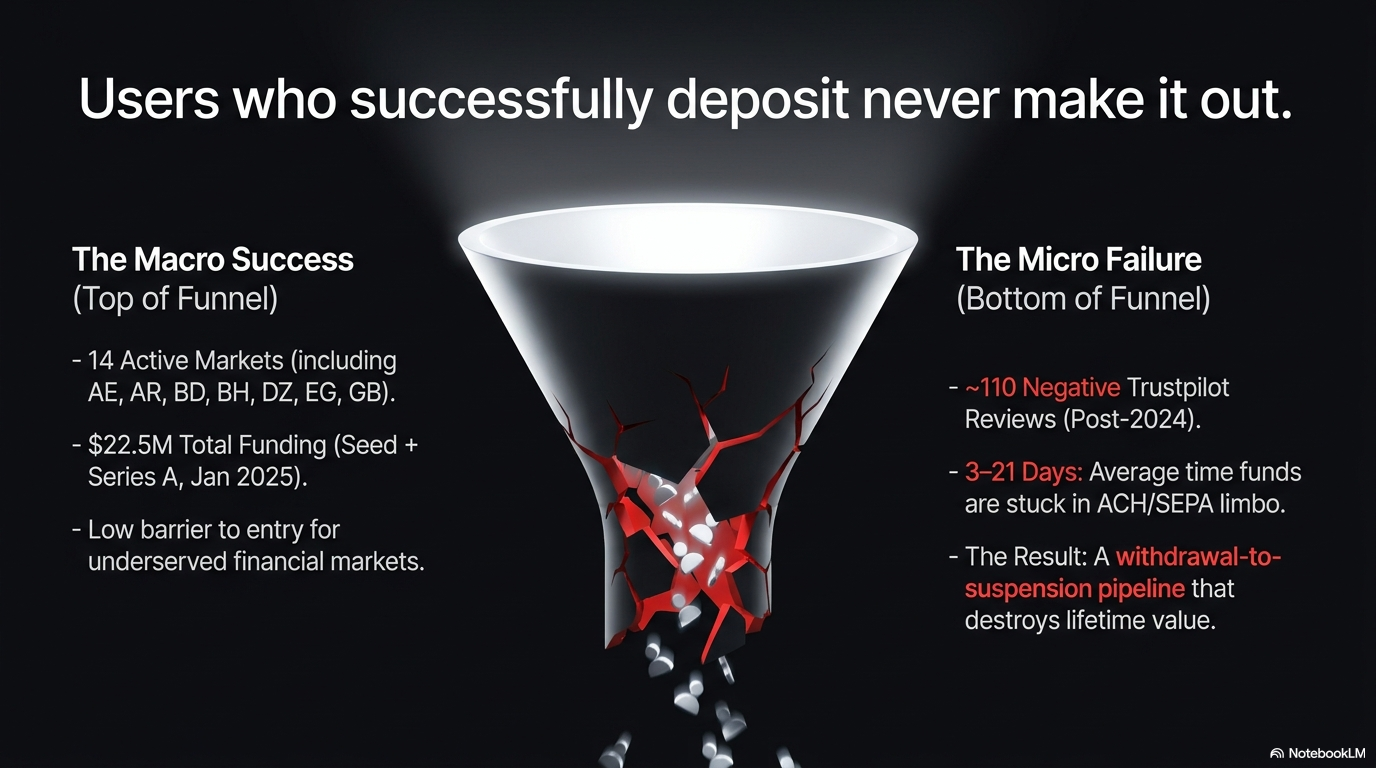 Users who successfully deposit never make it out.
The Macro Success
(Top of Funnel)
- 14 Active Markets (including
AE, AR, BD, BH, DZ, EG, GB).
- $22.5M Total Funding (Seed +
Series A, Jan 2025).
- Low barrier to entry for
underserved financial markets.
The Micro Failure
(Bottom of Funnel)
- ~110 Negative Trustpilot
Reviews (Post-2024).
- 3–21 Days: Average time funds
are stuck in ACH/SEPA limbo.
- The Result: A withdrawal-to-
suspension pipeline that
destroys lifetime value.
NotebookLM